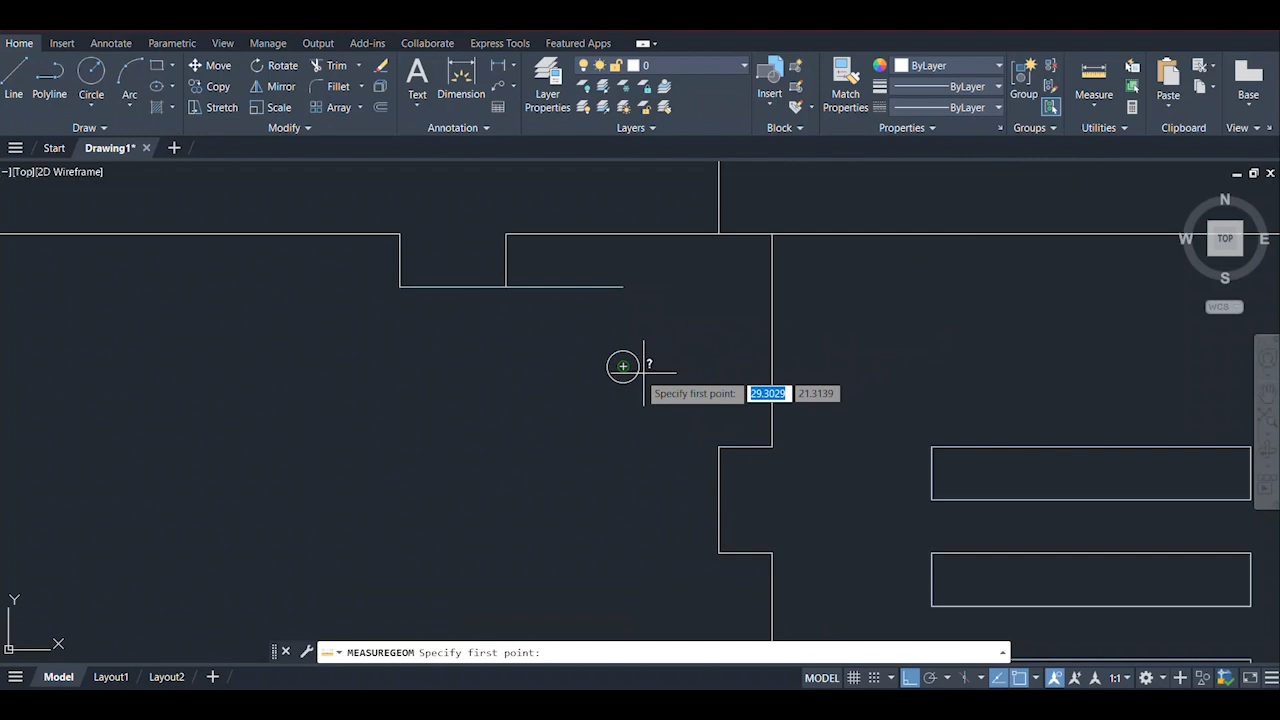 Home Insert Annotate Parametric View Manage Output Add-ins Collaborate Express Tools Featured Apps
Line Polyline Circle Arc
Move Rotate Trim
Copy Mirror Fillet
Stretch Scale Array
Text Dimension
Layer Properties
0
Insert
Match Properties
ByLayer
ByLayer
ByLayer
Group
Measure
Paste
Base
Draw Modify Annotation Layers Block Properties Groups Utilities Clipboard View
Start Drawing1*
–][Top][2D Wireframe]
N
W TOP E
S
WCS
?
Specify first point: 29.3029 21.3139
Y
X
MEASUREGEOM Specify first point:
Model Layout1 Layout2
MODEL 1:1